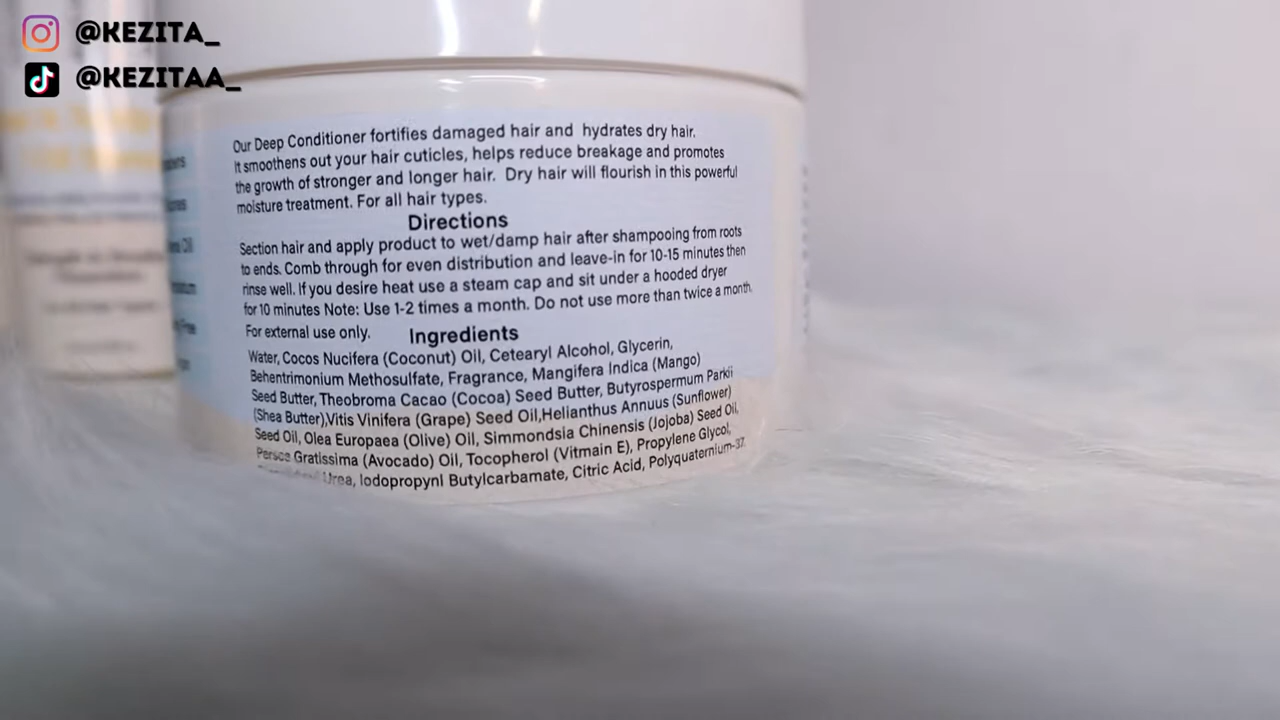 @KEZITA_
@KEZITAA_
Our Deep Conditioner fortifies damaged hair and hydrates dry hair.
It smoothens out your hair cuticles, helps reduce breakage and promotes
the growth of stronger and longer hair. Dry hair will flourish in this powerful
moisture treatment. For all hair types.
Directions
Section hair and apply product to wet/damp hair after shampooing from roots
to ends. Comb through for even distribution and leave-in for 10-15 minutes then
rinse well. If you desire heat use a steam cap and sit under a hooded dryer
for 10 minutes Note: Use 1-2 times a month. Do not use more than twice a month.
For external use only.
Ingredients
Water, Cocos Nucifera (Coconut) Oil, Cetearyl Alcohol, Glycerin,
Behentrimonium Methosulfate, Fragrance, Mangifera Indica (Mango)
Seed Butter, Theobroma Cacao (Cocoa) Seed Butter, Butyrospermum Parkii
(Shea Butter),Vitis Vinifera (Grape) Seed Oil,Helianthus Annuus (Sunflower)
Seed Oil, Olea Europaea (Olive) Oil, Simmondsia Chinensis (Jojoba) Seed Oil,
Persea Gratissima (Avocado) Oil, Tocopherol (Vitmain E), Propylene Glycol,
Urea, Iodopropynl Butylcarbamate, Citric Acid, Polyquaternium-37